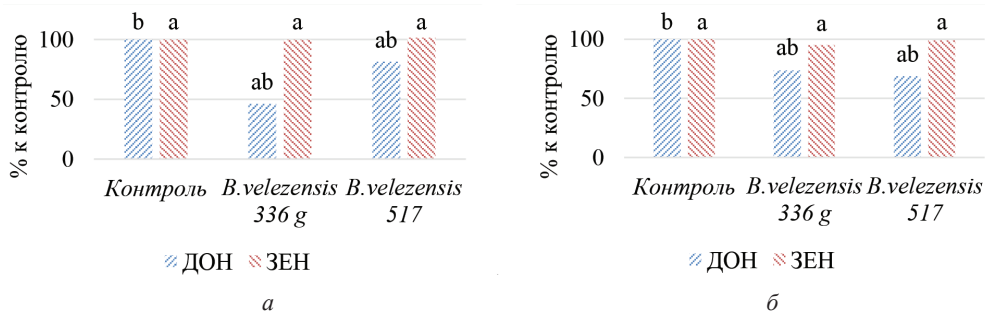 b a a a
ab ab
100
50
0
% к контролю
Контроль B.velezensis 336 g B.velezensis 517
ДОН ЗЕН
а
b a a a
ab ab
100
50
0
% к контролю
Контроль B.velezensis 336 g B.velezensis 517
ДОН ЗЕН
б